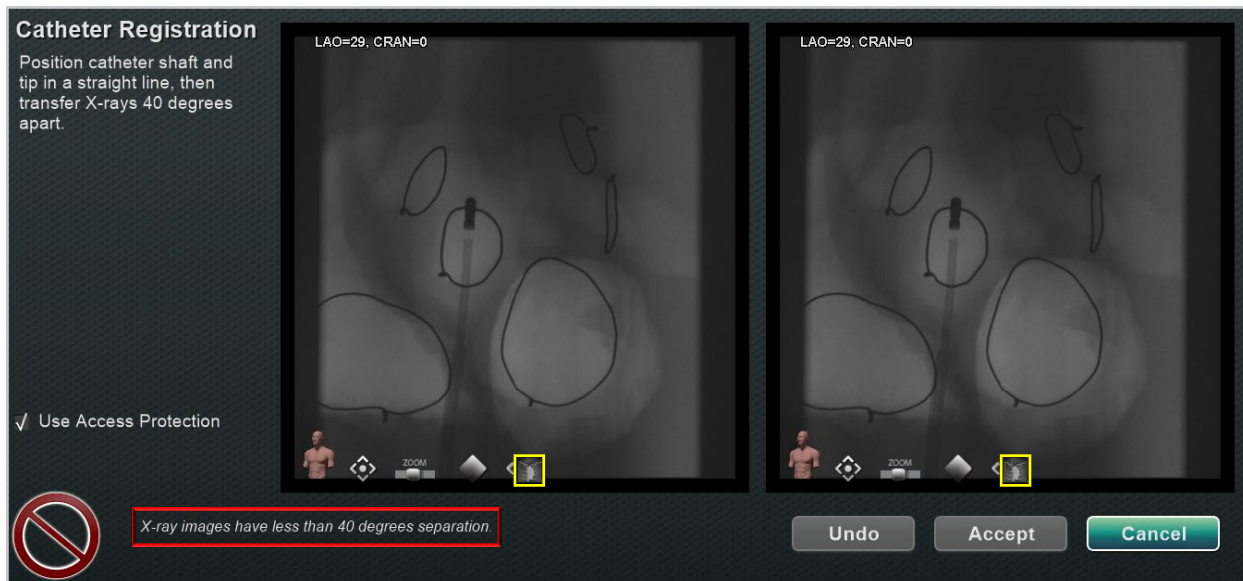 Catheter Registration
Position catheter shaft and
tip in a straight line, then
transfer X-rays 40 degrees
apart.
LAO=29, CRAN=0
LAO=29, CRAN=0
Use Access Protection
ZOOM
ZOOM
X-ray images have less than 40 degrees separation.
Undo
Accept
Cancel